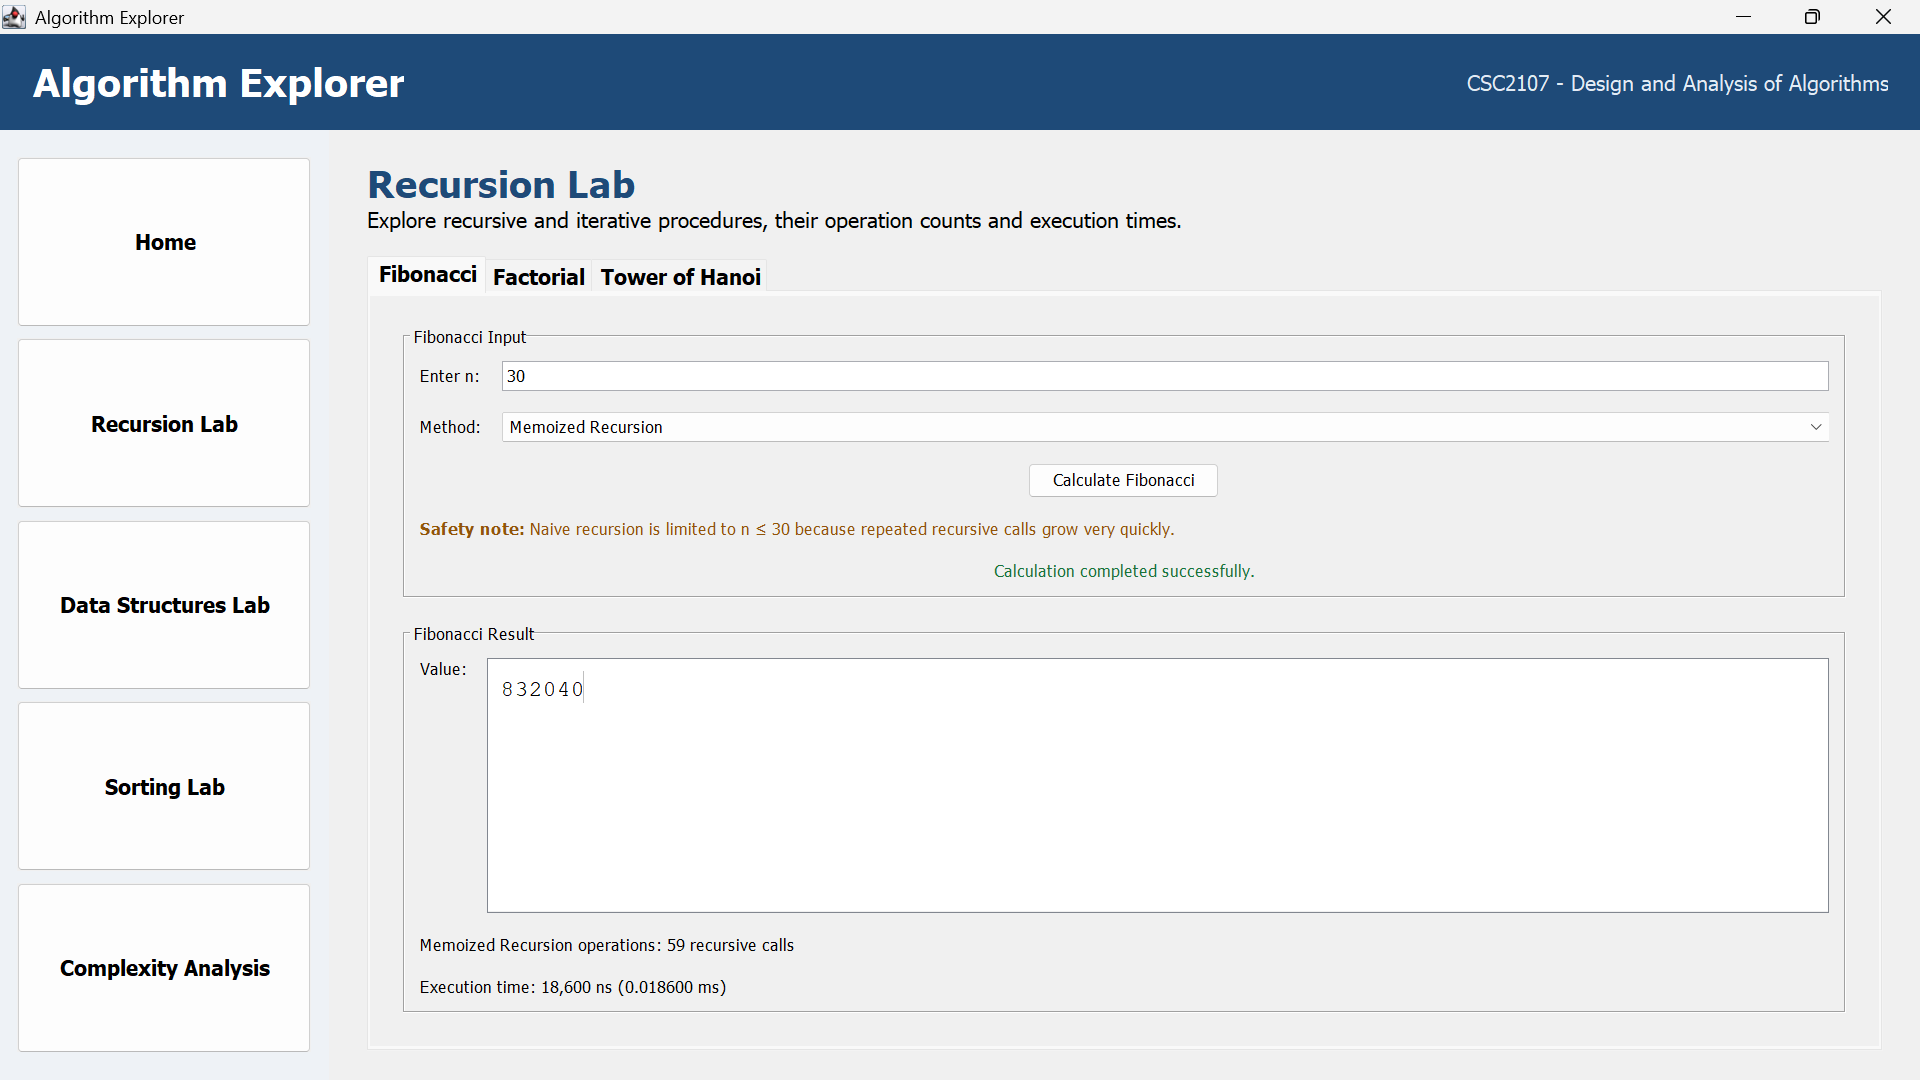 Algorithm Explorer
Algorithm Explorer
CSC2107 - Design and Analysis of Algorithms
Home
Recursion Lab
Data Structures Lab
Sorting Lab
Complexity Analysis
Recursion Lab
Explore recursive and iterative procedures, their operation counts and execution times.
Fibonacci Factorial Tower of Hanoi
Fibonacci Input
Enter n: 30
Method: Memoized Recursion
Calculate Fibonacci
Safety note: Naive recursion is limited to n ≤ 30 because repeated recursive calls grow very quickly.
Calculation completed successfully.
Fibonacci Result
Value: 832040
Memoized Recursion operations: 59 recursive calls
Execution time: 18,600 ns (0.018600 ms)